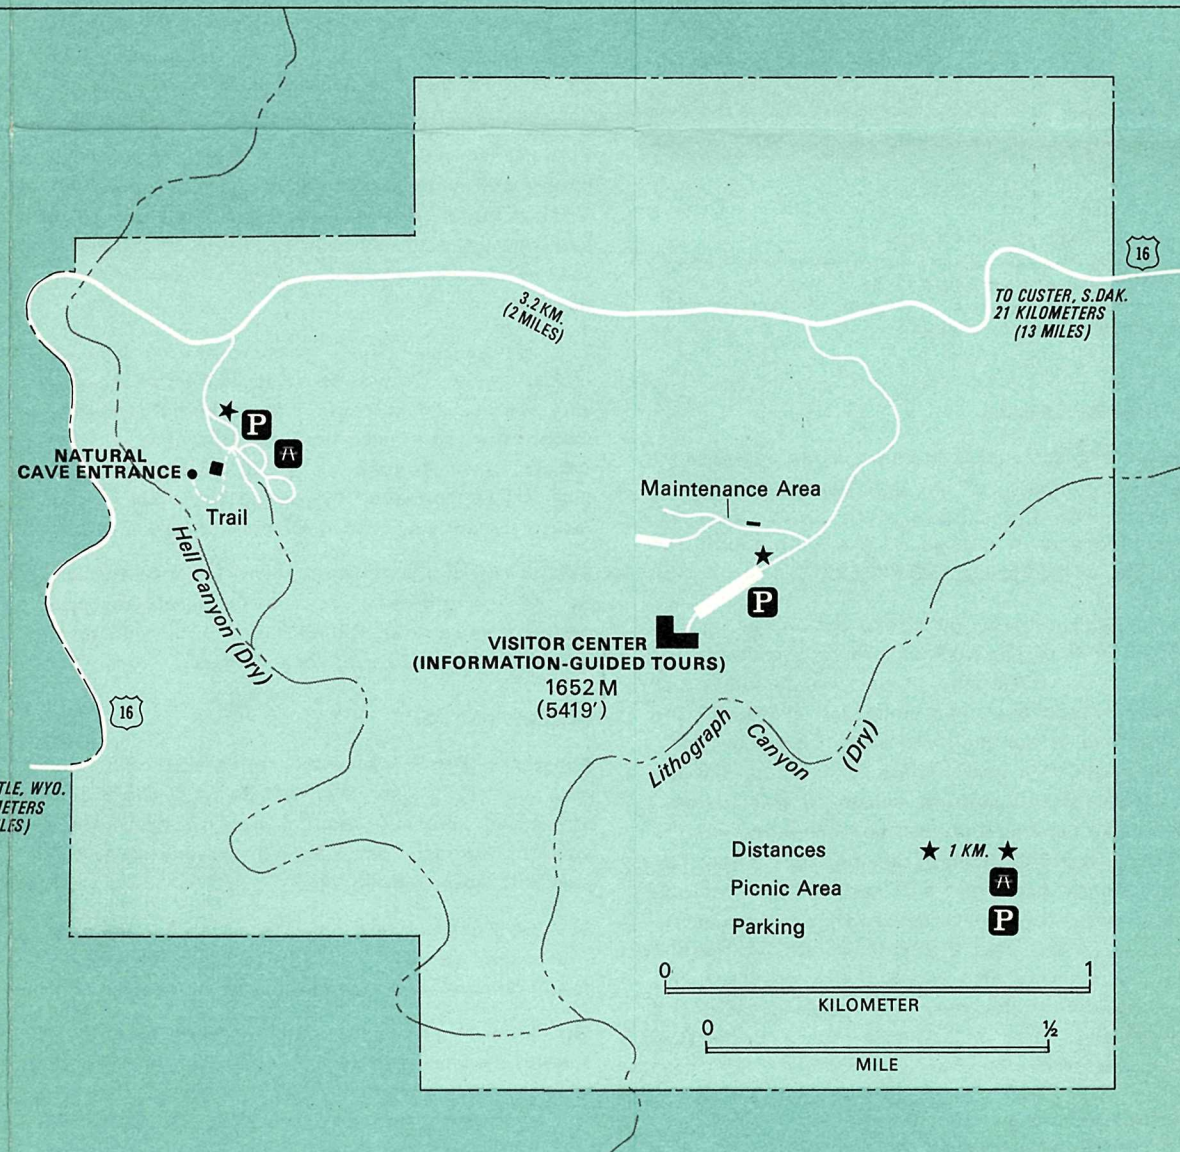 16
TO CUSTER, S.DAK.
21 KILOMETERS
(13 MILES)
3.2 KM.
(2 MILES)
P
NATURAL
CAVE ENTRANCE
Trail
Maintenance Area
Hell Canyon (Dry)
P
VISITOR CENTER
(INFORMATION-GUIDED TOURS)
1652 M
(5419')
16
Lithograph Canyon (Dry)
TLE, WYO.
METERS
LES)
Distances 1 KM.
Picnic Area
Parking P
0 1
KILOMETER
0 ½
MILE